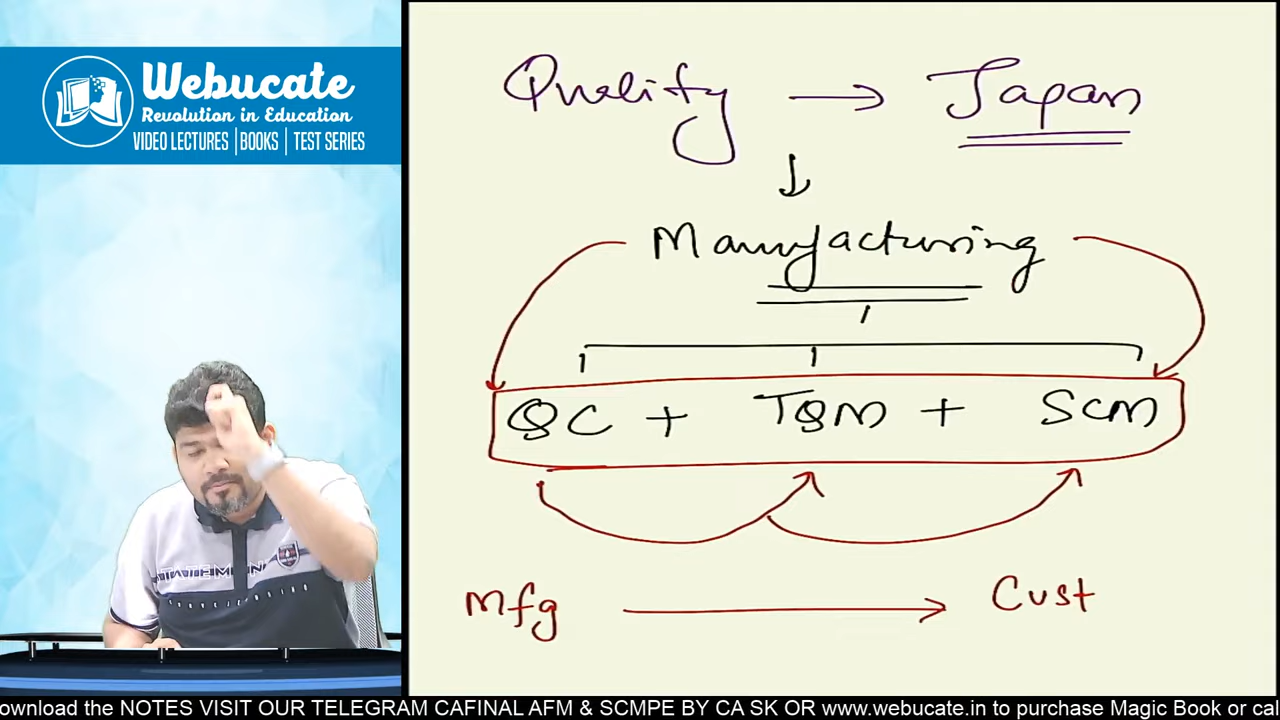 Webucate
Revolution in Education
VIDEO LECTURES | BOOKS | TEST SERIES
Quality → Japan
↓
Manufacturing
QC + TQM + SCM
Mfg → Cust
STATEMEN
ownload the NOTES VISIT OUR TELEGRAM CAFINAL AFM & SCMPE BY CA SK OR www.webucate.in to purchase Magic Book or cal